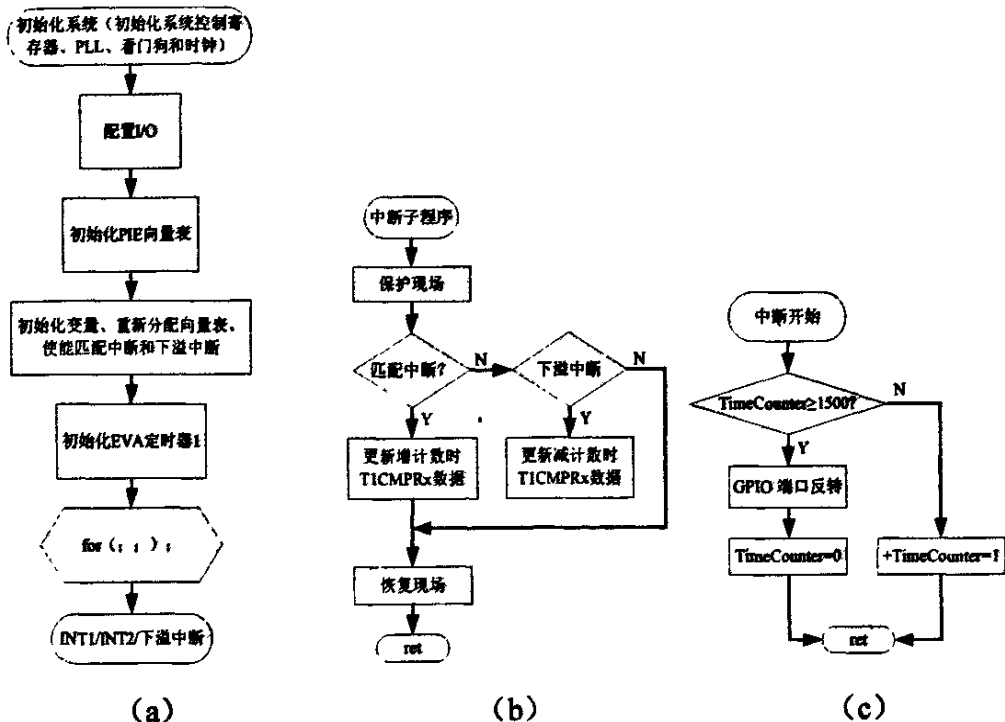 初始化系统（初始化系统控制寄
存器、PLL、看门狗和时钟）
配置I/O
初始化PIE向量表
初始化变量、重新分配向量表、
使能匹配中断和下溢中断
初始化EVA定时器1
for（；；）；
INT1/INT2/下溢中断
(a)
中断子程序
保护现场
匹配中断？
N
下溢中断
N
Y
Y
更新增计数时
T1CMPRx数据
更新减计数时
T1CMPRx数据
恢复现场
ret
(b)
中断开始
TimeCounter≥1500?
N
Y
GPIO 端口反转
TimeCounter=0
+TimeCounter=1
ret
(c)